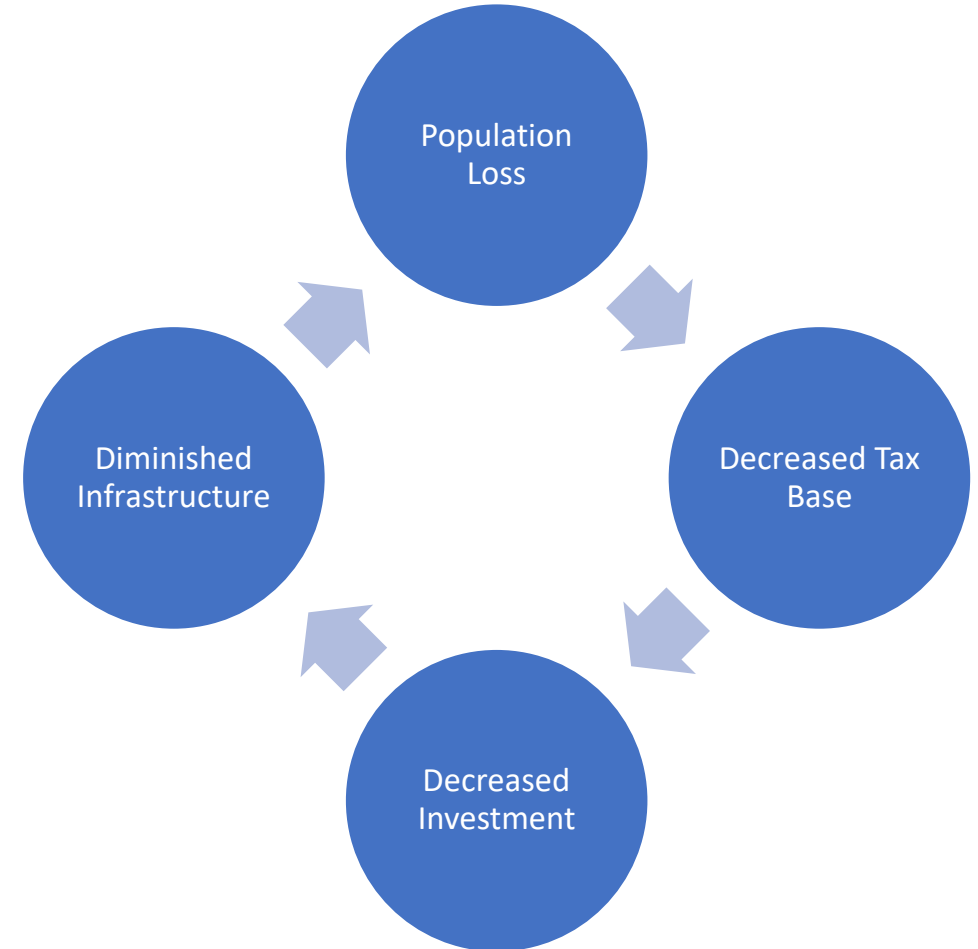 Population
Loss
Decreased Tax
Base
Decreased
Investment
Diminished
Infrastructure